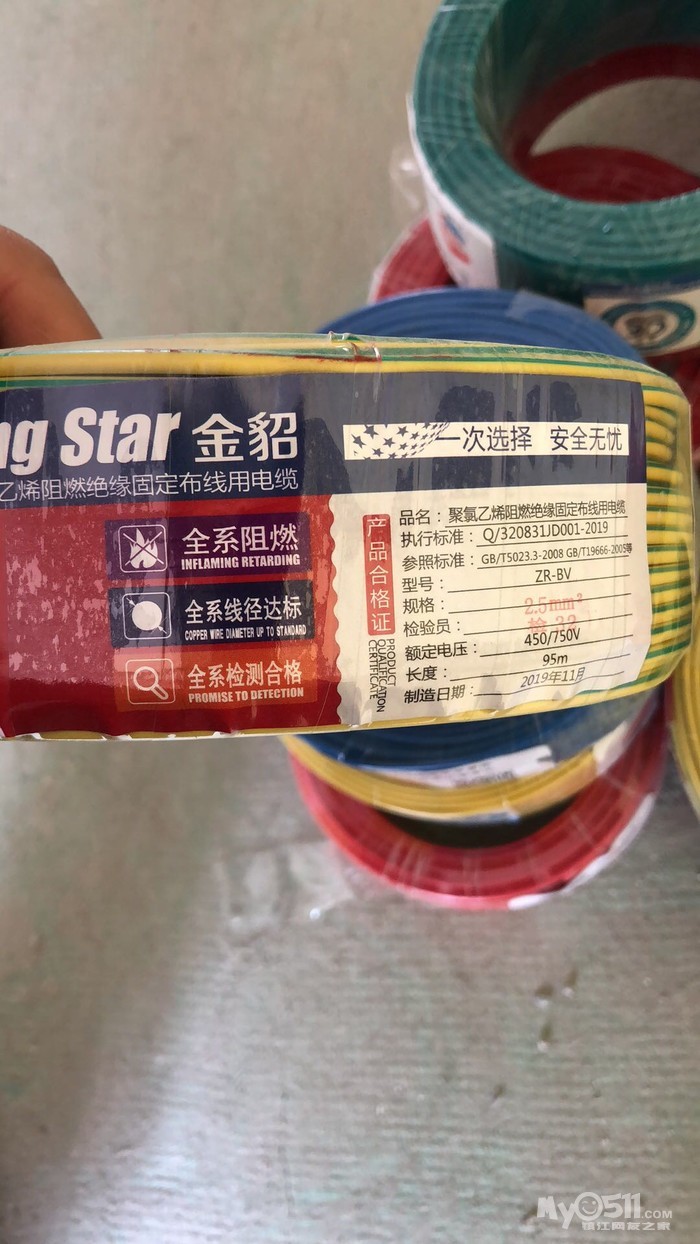 ng Star 金貂
乙烯阻燃绝缘固定布线用电缆
一次选择 安全无忧
全系阻燃
INFLAMING RETARDING
全系线径达标
COPPER WIRE DIAMETER UP TO STANDARD
全系检测合格
PROMISE TO DETECTION
产品合格证
PRODUCT
QUALIFICATION
CERTIFICATE
品名：聚氯乙烯阻燃绝缘固定布线用电缆
执行标准：Q/320831JD001-2019
参照标准：GB/T5023.3-2008 GB/T19666-2005等
型号：ZR-BV
规格：2.5mm²
检验员：检 32
额定电压：450/750V
长度：95m
制造日期：2019年11月
MyO511.COM
镇江网友之家